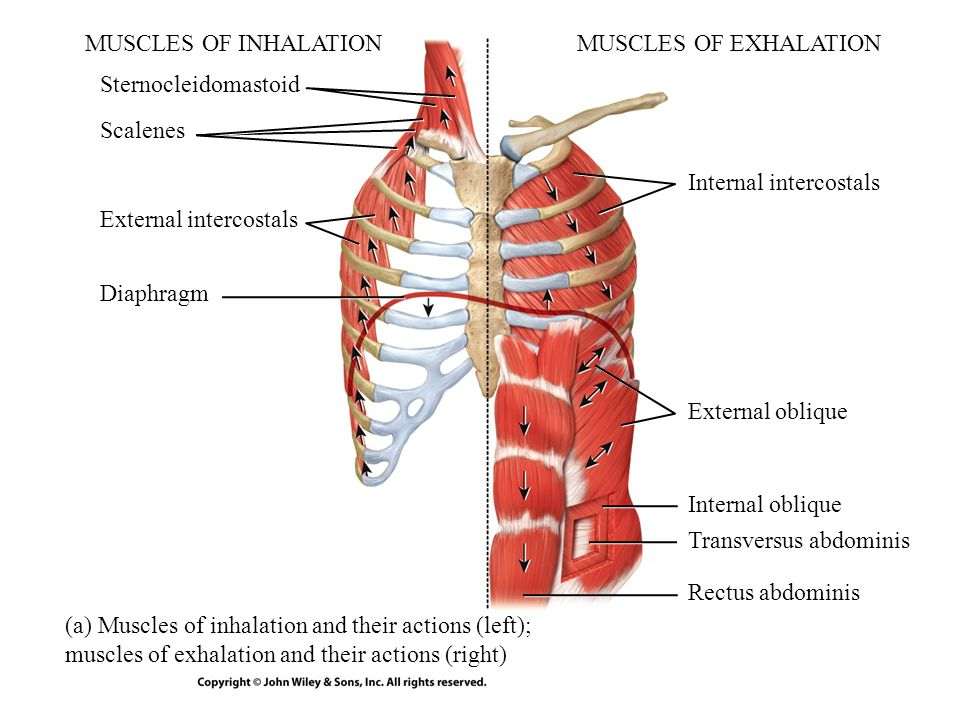 MUSCLES OF INHALATION
MUSCLES OF EXHALATION
Sternocleidomastoid
Scalenes
External intercostals
Diaphragm
Internal intercostals
External oblique
Internal oblique
Transversus abdominis
Rectus abdominis
(a) Muscles of inhalation and their actions (left);
muscles of exhalation and their actions (right)
Copyright © John Wiley & Sons, Inc. All rights reserved.